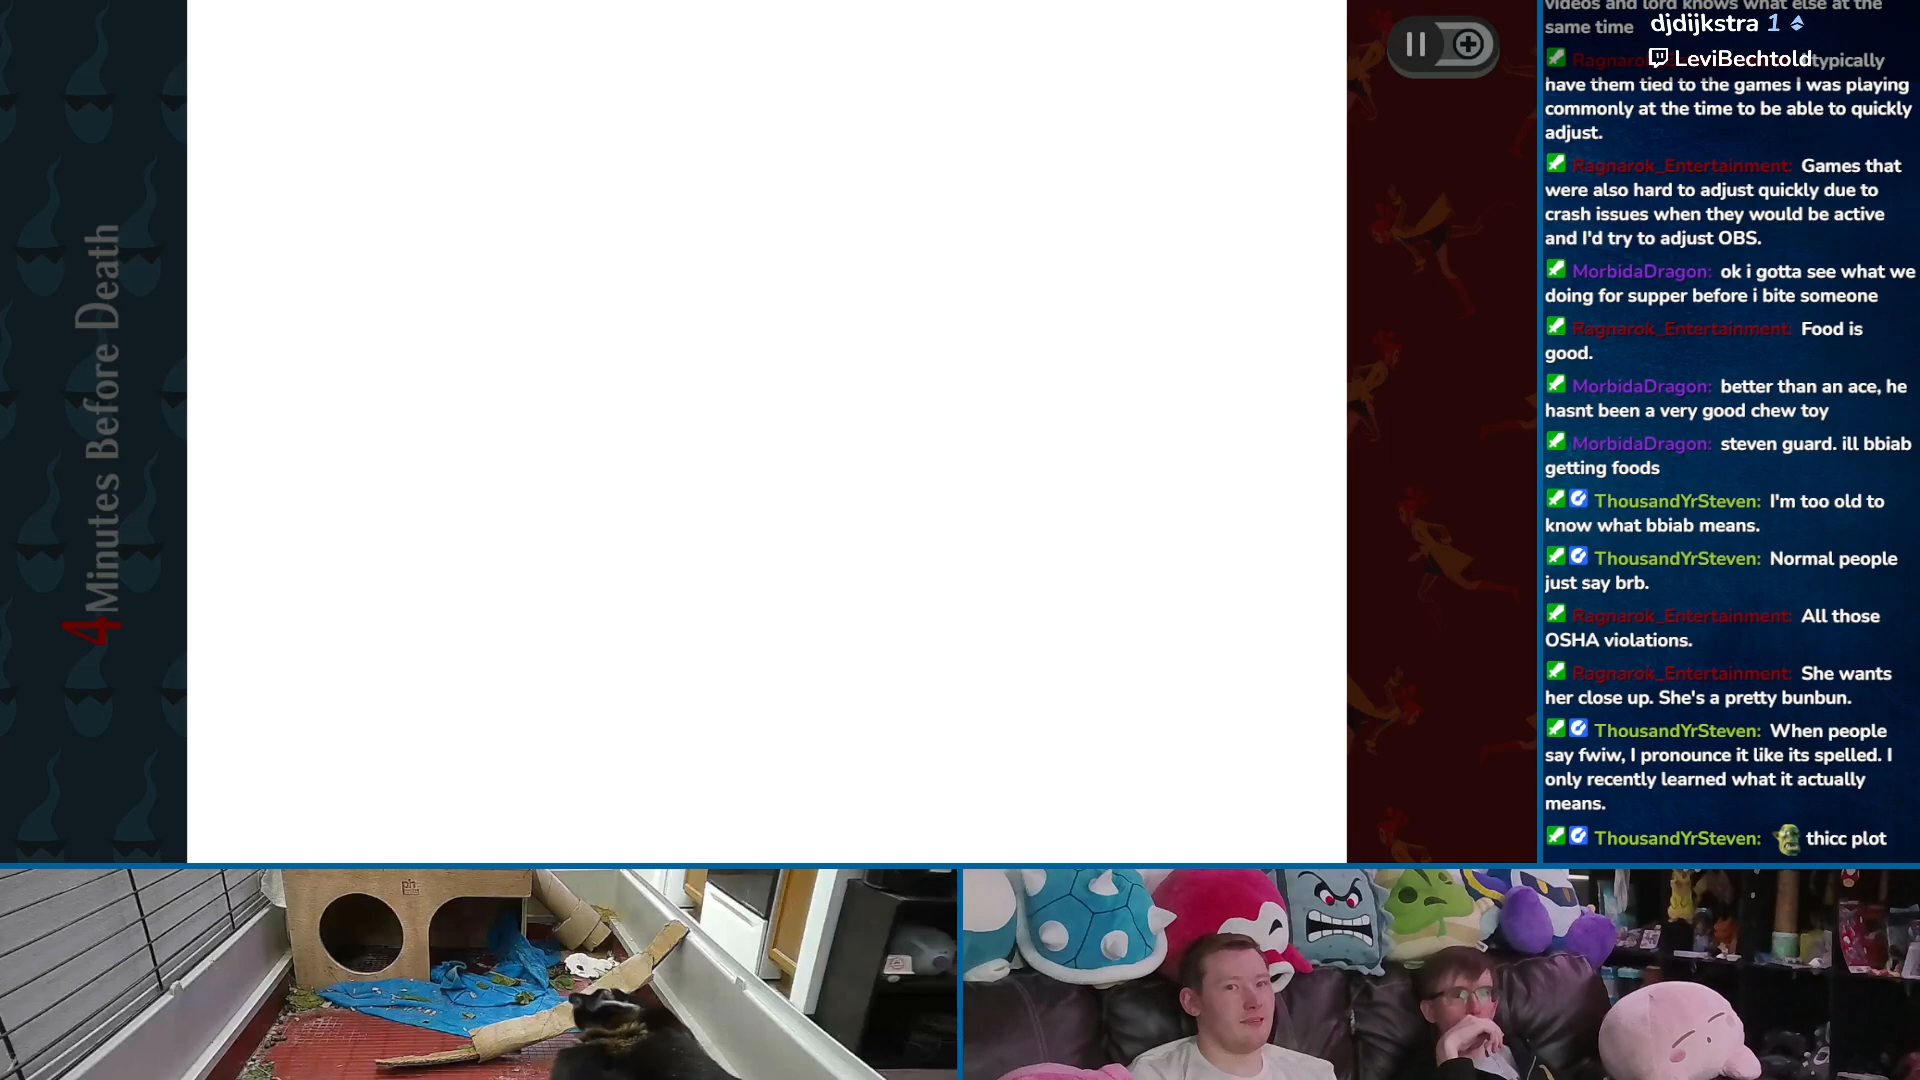 4 Minutes Before Death
videos and lord knows what else at the
same time
djdijkstra 1
LeviBechtold
typically
have them tied to the games I was playing
commonly at the time to be able to quickly
adjust.
Ragnarok_Entertainment: Games that
were also hard to adjust quickly due to
crash issues when they would be active
and I'd try to adjust OBS.
MorbidaDragon: ok i gotta see what we
doing for supper before i bite someone
Ragnarok_Entertainment: Food is
good.
MorbidaDragon: better than an ace, he
hasnt been a very good chew toy
MorbidaDragon: steven guard. ill bbiab
getting foods
ThousandYrSteven: I'm too old to
know what bbiab means.
ThousandYrSteven: Normal people
just say brb.
Ragnarok_Entertainment: All those
OSHA violations.
Ragnarok_Entertainment: She wants
her close up. She's a pretty bunbun.
ThousandYrSteven: When people
say fwiw, I pronounce it like its spelled. I
only recently learned what it actually
means.
ThousandYrSteven: thicc plot